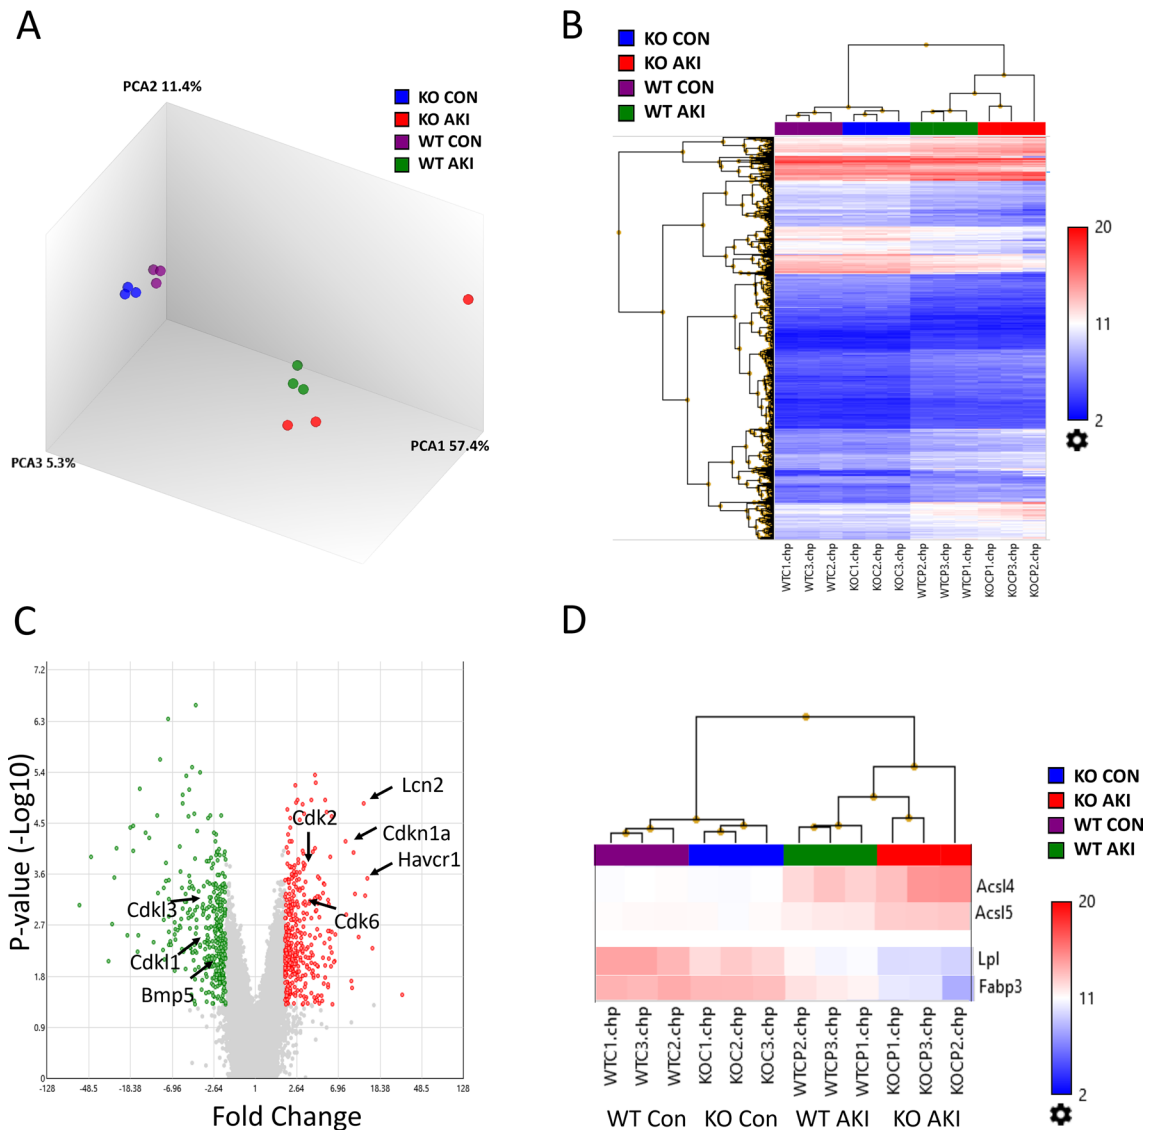 A
PCA2 11.4%
KO CON
KO AKI
WT CON
WT AKI
PCA3 5.3%
PCA1 57.4%
B
KO CON
KO AKI
WT CON
WT AKI
20
11
2
WTC1.chp
WTC3.chp
WTC2.chp
KOC1.chp
KOC2.chp
KOC3.chp
WTCP2.chp
WTCP3.chp
WTCP1.chp
KOCP1.chp
KOCP3.chp
KOCP2.chp
C
P-value (-Log10)
7.2
6.3
5.4
4.5
3.6
2.7
1.8
0.9
0
Lcn2
Cdk2
Cdkn1a
Havcr1
Cdkl3
Cdk6
Cdkl1
Bmp5
-128 -48.5 -18.38 -6.96 -2.64 1 2.64 6.96 18.38 48.5 128
Fold Change
D
KO CON
KO AKI
WT CON
WT AKI
Acsl4
Acsl5
Lpl
Fabp3
20
11
2
WTC1.chp
WTC3.chp
WTC2.chp
KOC1.chp
KOC2.chp
KOC3.chp
WTCP2.chp
WTCP3.chp
WTCP1.chp
KOCP1.chp
KOCP3.chp
KOCP2.chp
WT Con KO Con WT AKI KO AKI